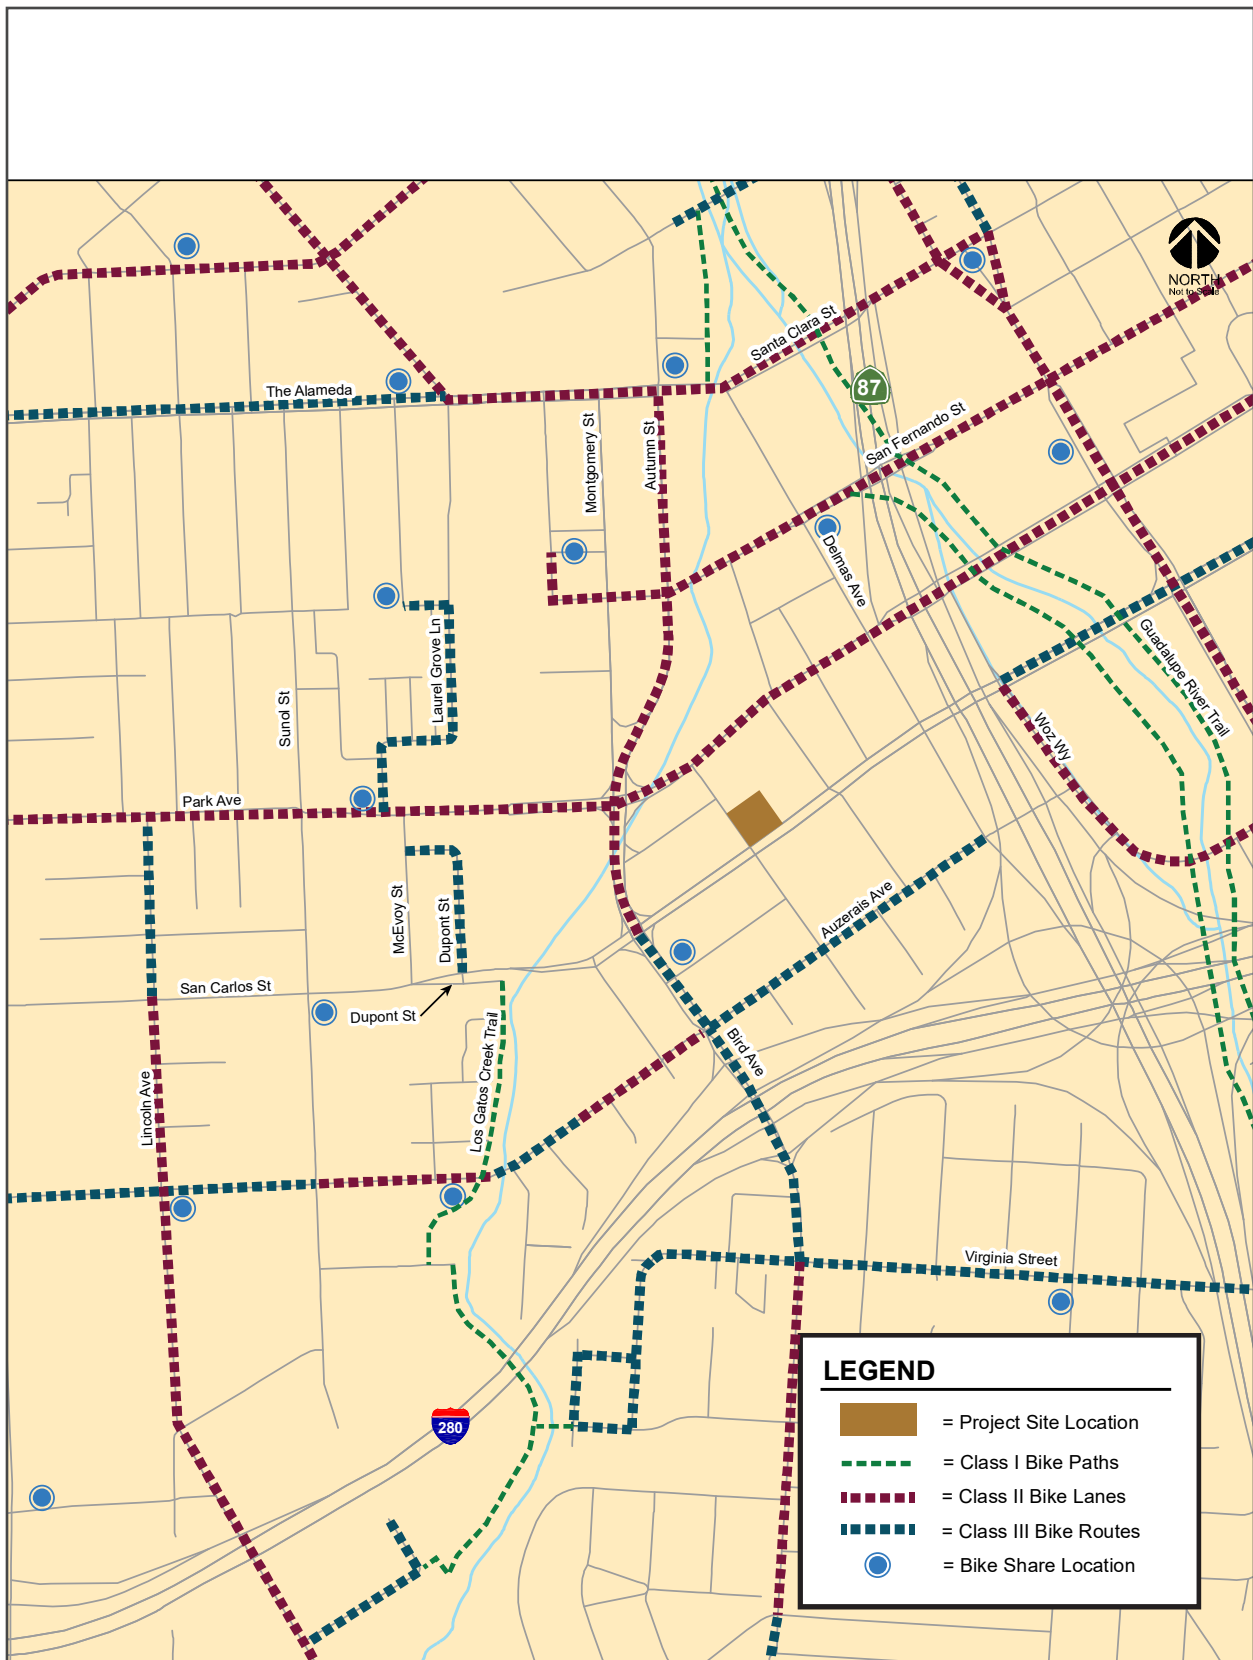 NORTH
Not to Scale
Santa Clara St
87
The Alameda
San Fernando St
Montgomery St
Autumn St
Delmas Ave
Laurel Grove Ln
Guadalupe River Trail
Sunol St
Woz Wy
Park Ave
McEvoy St
Dupont St
Auzerais Ave
San Carlos St
Dupont St
Los Gatos Creek Trail
Bird Ave
Lincoln Ave
Virginia Street
280
LEGEND
= Project Site Location
= Class I Bike Paths
= Class II Bike Lanes
= Class III Bike Routes
= Bike Share Location